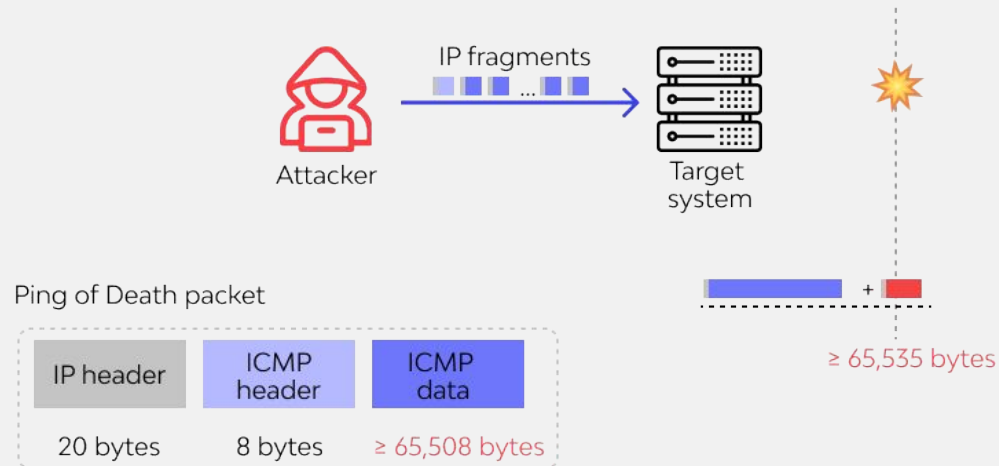 IP fragments
...
Attacker
Target
system
+
≥ 65,535 bytes
Ping of Death packet
IP header
ICMP
header
ICMP
data
20 bytes
8 bytes
≥ 65,508 bytes